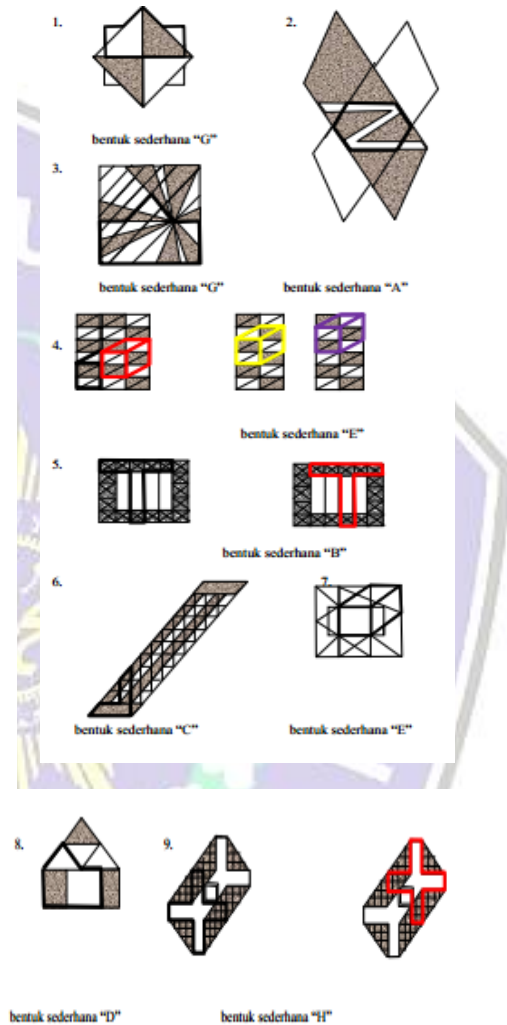 1.
2.
bentuk sederhana “G”
3.
bentuk sederhana “G”
bentuk sederhana “A”
4.
bentuk sederhana “E”
5.
bentuk sederhana “B”
6.
7.
bentuk sederhana “C”
bentuk sederhana “E”
8.
9.
bentuk sederhana “D”
bentuk sederhana “H”